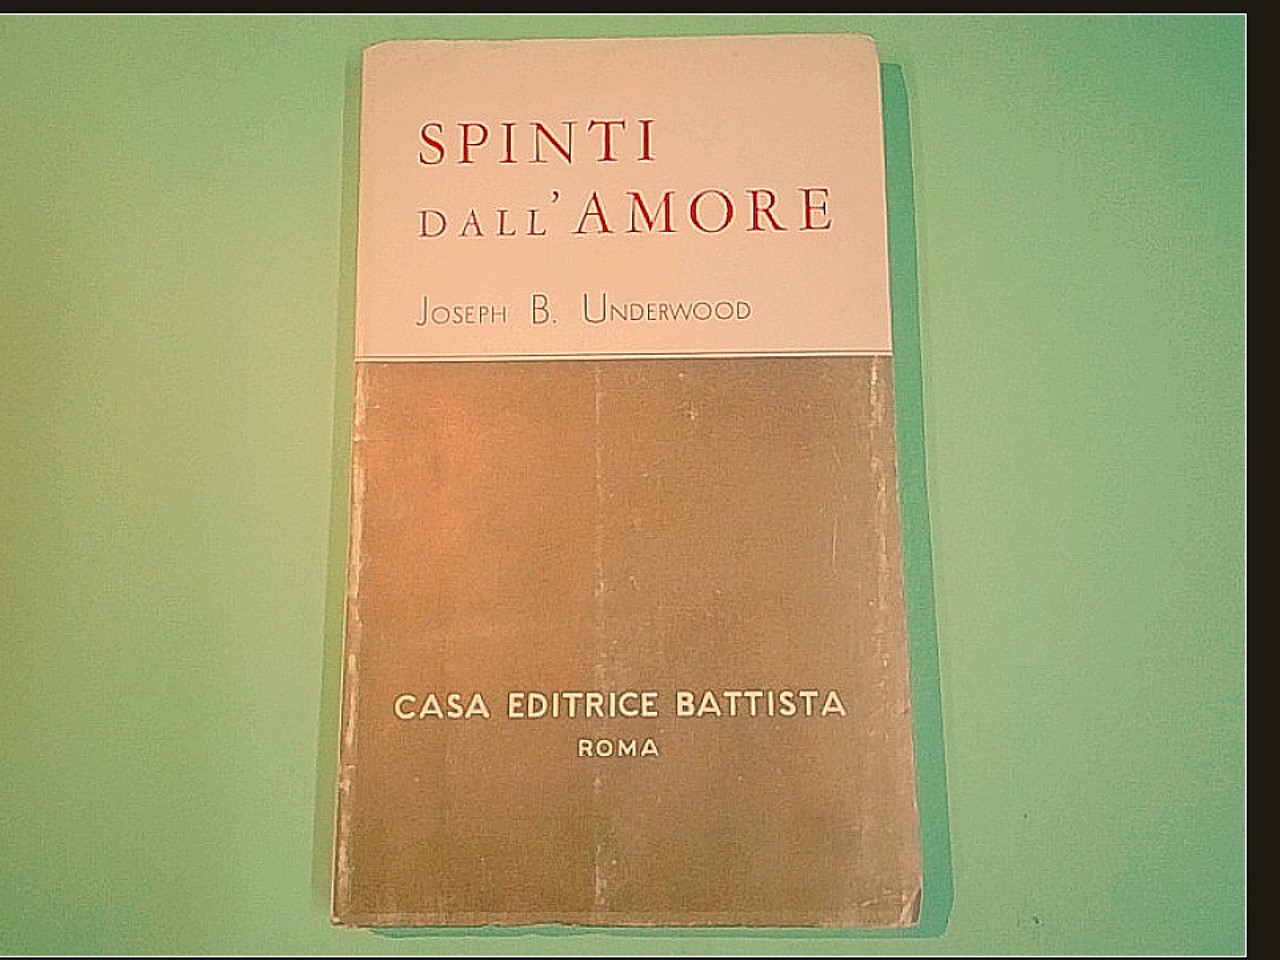 SPINTI
DALL'AMORE
JOSEPH B. UNDERWOOD
CASA EDITRICE BATTISTA
ROMA